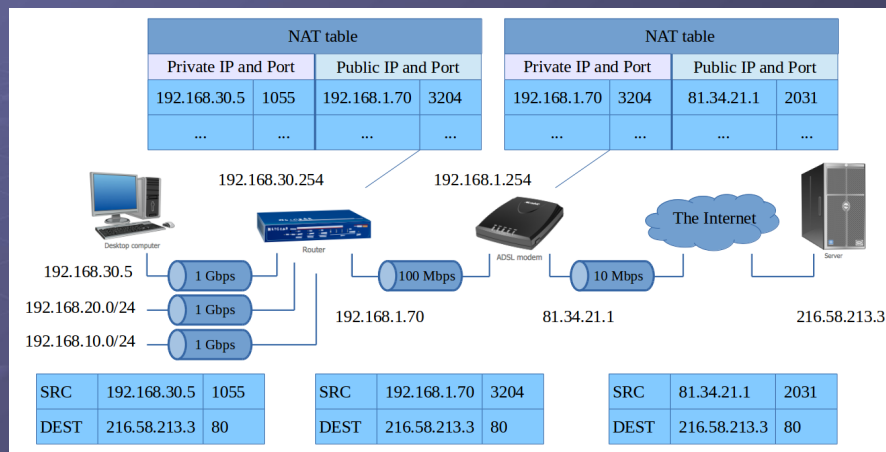 NAT table
Private IP and Port Public IP and Port
192.168.30.5 1055 192.168.1.70 3204
... ... ... ...
NAT table
Private IP and Port Public IP and Port
192.168.1.70 3204 81.34.21.1 2031
... ... ... ...
192.168.30.254
192.168.1.254
Desktop computer
Router
ADSL modem
The Internet
Server
192.168.30.5
1 Gbps
100 Mbps
10 Mbps
192.168.20.0/24
1 Gbps
192.168.1.70
81.34.21.1
216.58.213.3
192.168.10.0/24
1 Gbps
SRC 192.168.30.5 1055
DEST 216.58.213.3 80
SRC 192.168.1.70 3204
DEST 216.58.213.3 80
SRC 81.34.21.1 2031
DEST 216.58.213.3 80